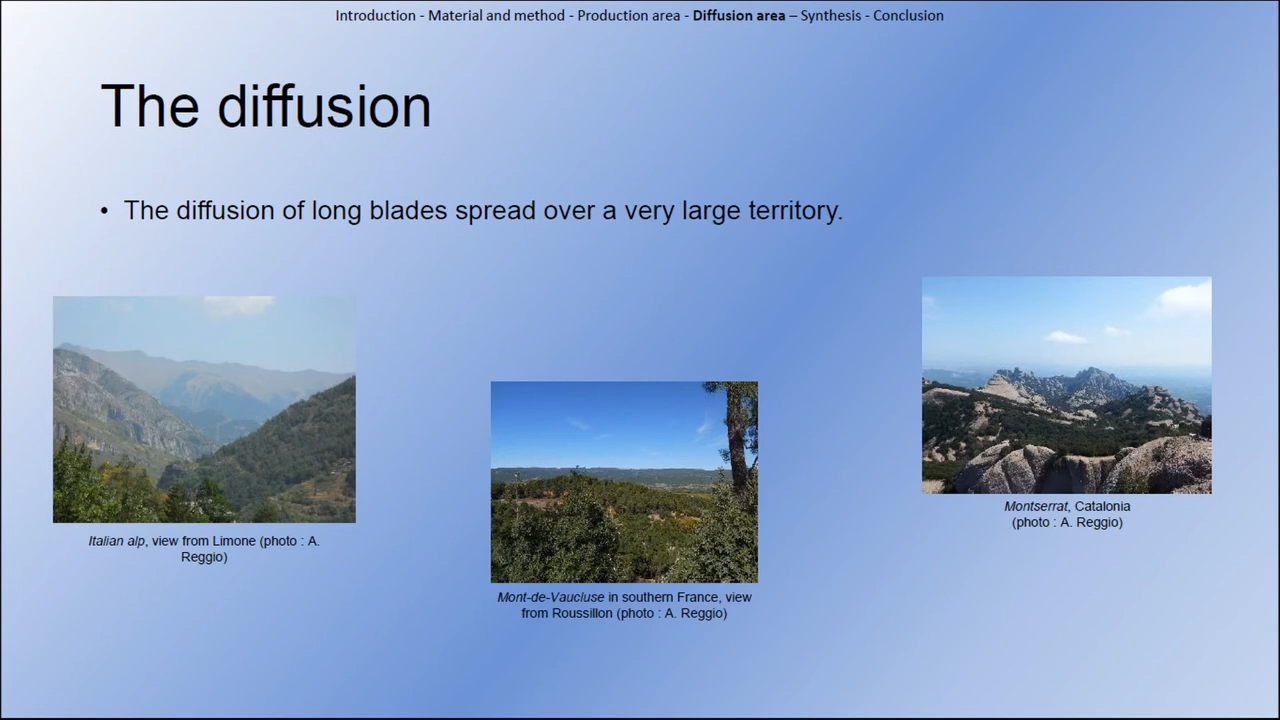 Introduction - Material and method - Production area - Diffusion area – Synthesis - Conclusion
The diffusion
• The diffusion of long blades spread over a very large territory.
Italian alp, view from Limone (photo : A.
Reggio)
Mont-de-Vaucluse in southern France, view
from Roussillon (photo : A. Reggio)
Montserrat, Catalonia
(photo : A. Reggio)